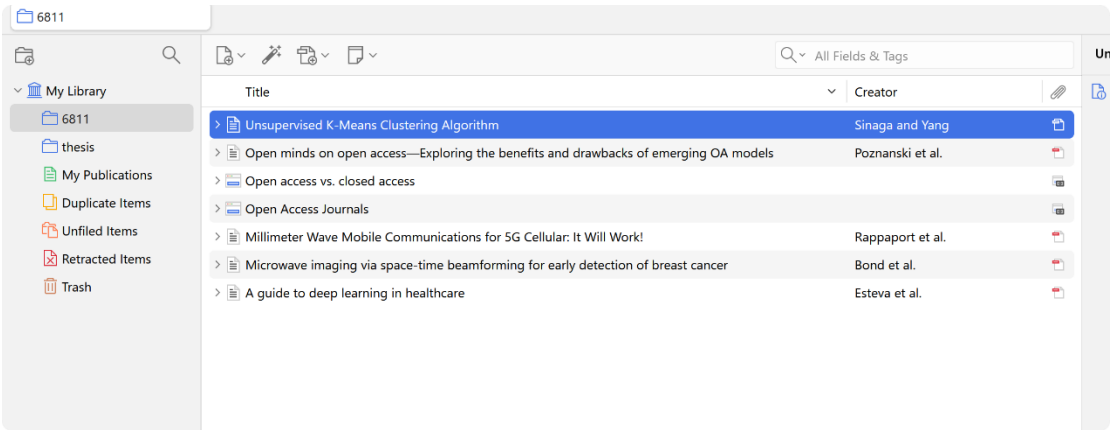 6811
All Fields & Tags
Un
My Library
Title
Creator
6811
Unsupervised K-Means Clustering Algorithm
Sinaga and Yang
thesis
Open minds on open access—Exploring the benefits and drawbacks of emerging OA models
Poznanski et al.
My Publications
Open access vs. closed access
Duplicate Items
Open Access Journals
Unfiled Items
Millimeter Wave Mobile Communications for 5G Cellular: It Will Work!
Rappaport et al.
Retracted Items
Microwave imaging via space-time beamforming for early detection of breast cancer
Bond et al.
Trash
A guide to deep learning in healthcare
Esteva et al.